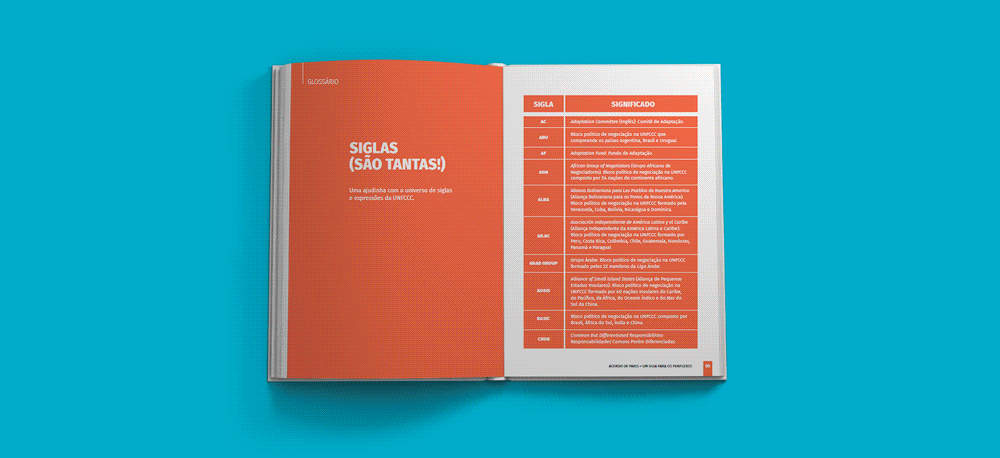 GLOSSÁRIO
SIGLAS
(SÃO TANTAS!)
Uma ajudinha com o universo de siglas
e expressões da UNFCCC.
SIGLA SIGNIFICADO
AC Adaptation Committee (inglês): Comitê de Adaptação.
ABU Bloco político de negociação na UNFCCC que
compreende os países Argentina, Brasil e Uruguai.
AF Adaptation Fund: Fundo de Adaptação.
AGN African Group of Negotiators (Grupo Africano de
Negociadores): Bloco político de negociação na UNFCCC
composto por 54 nações do continente africano.
ALBA Alianza Bolivariana para Los Pueblos de Nuestra America
(Aliança Bolivariana para os Povos da Nossa América):
Bloco político de negociação na UNFCCC formado pela
Venezuela, Cuba, Bolívia, Nicarágua e Dominica.
AILAC Asociación Independiente de América Latina y el Caribe
(Aliança Independente da América Latina e Caribe):
Bloco político de negociação na UNFCCC formado por
Peru, Costa Rica, Colômbia, Chile, Guatemala, Honduras,
Panamá e Paraguai.
ARAB GROUP Grupo Árabe: Bloco político de negociação na UNFCCC
formado pelos 22 membros da Liga Árabe.
AOSIS Alliance of Small Island States (Aliança de Pequenos
Estados Insulares): Bloco político de negociação na
UNFCCC formado por 40 nações insulares do Caribe,
do Pacífico, da África, do Oceano Índico e do Mar do
Sul da China.
BASIC Bloco político de negociação na UNFCCC composto por
Brasil, África do Sul, Índia e China.
CBDR Common But Differentiated Responsibilities:
Responsabilidades Comuns Porém Diferenciadas.
ACORDO DE PARIS • UM GUIA PARA OS PERPLEXOS